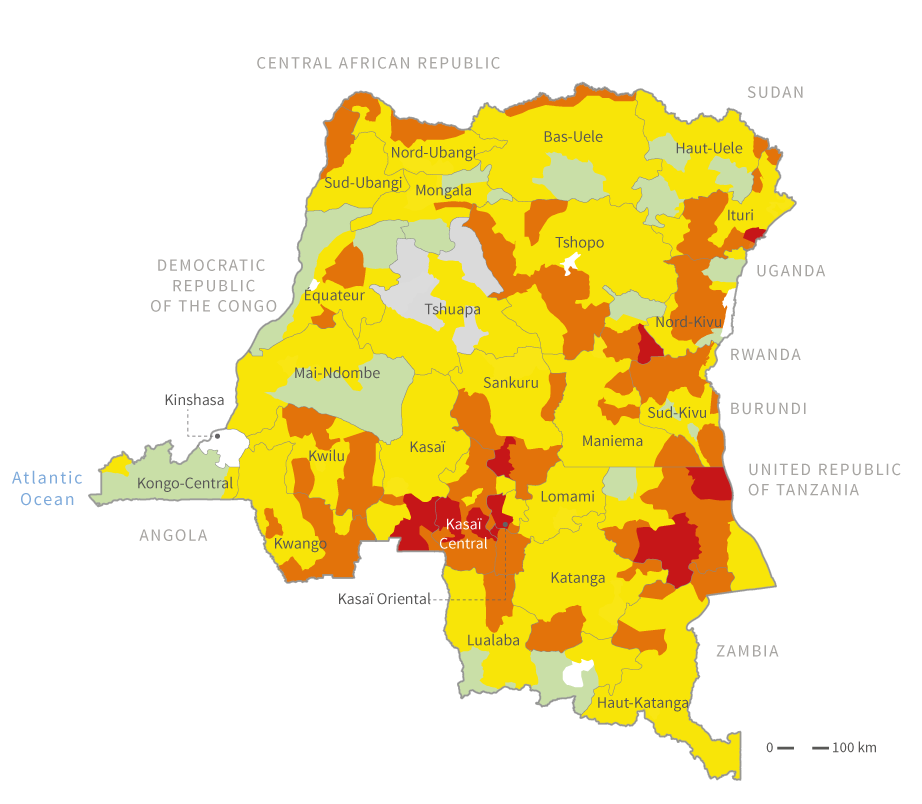 CENTRAL AFRICAN REPUBLIC
SUDAN
Bas-Uele
Haut-Uele
Nord-Ubangi
Sud-Ubangi
Mongala
Ituri
Tshopo
DEMOCRATIC
REPUBLIC
OF THE CONGO
UGANDA
Équateur
Tshuapa
Nord-Kivu
RWANDA
Mai-Ndombe
Sankuru
Kinshasa
BURUNDI
Sud-Kivu
Maniema
Kasaï
Kwilu
Atlantic
Ocean
Kongo-Central
UNITED REPUBLIC
OF TANZANIA
Lomami
ANGOLA
Kasaï
Central
Kwango
Katanga
Kasaï Oriental
Lualaba
ZAMBIA
Haut-Katanga
0 100 km